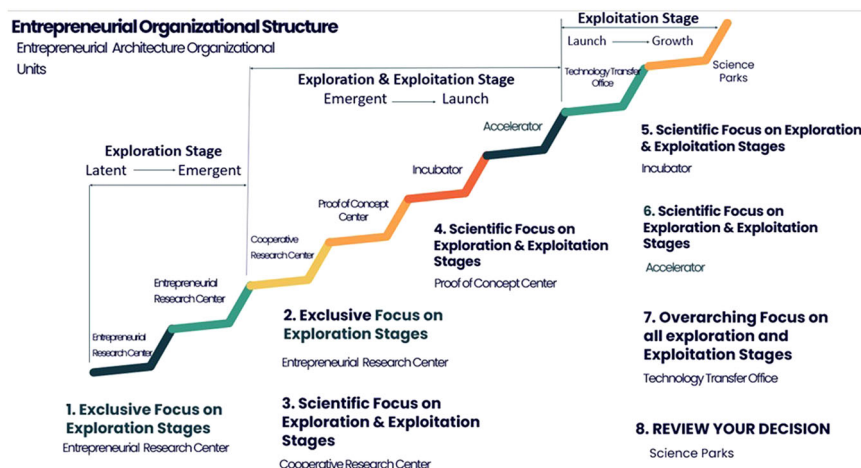 Entrepreneurial Organizational Structure
Entrepreneurial Architecture Organizational
Units
Exploitation Stage
Launch Growth
Technology Transfer
Office
Science
Parks
Exploration & Exploitation Stage
Emergent Launch
Accelerator
Exploration Stage
Latent Emergent
Incubator
Proof of Concept
Center
Cooperative
Research Center
Entrepreneurial
Research Center
Entrepreneurial
Research Center
1. Exclusive Focus on
Exploration Stages
Entrepreneurial Research Center
2. Exclusive Focus on
Exploration Stages
Entrepreneurial Research Center
3. Scientific Focus on
Exploration & Exploitation
Stages
Cooperative Research Center
4. Scientific Focus on
Exploration & Exploitation
Stages
Proof of Concept Center
5. Scientific Focus on Exploration
& Exploitation Stages
Incubator
6. Scientific Focus on
Exploration & Exploitation
Stages
Accelerator
7. Overarching Focus on
all exploration and
Exploitation Stages
Technology Transfer Office
8. REVIEW YOUR DECISION
Science Parks